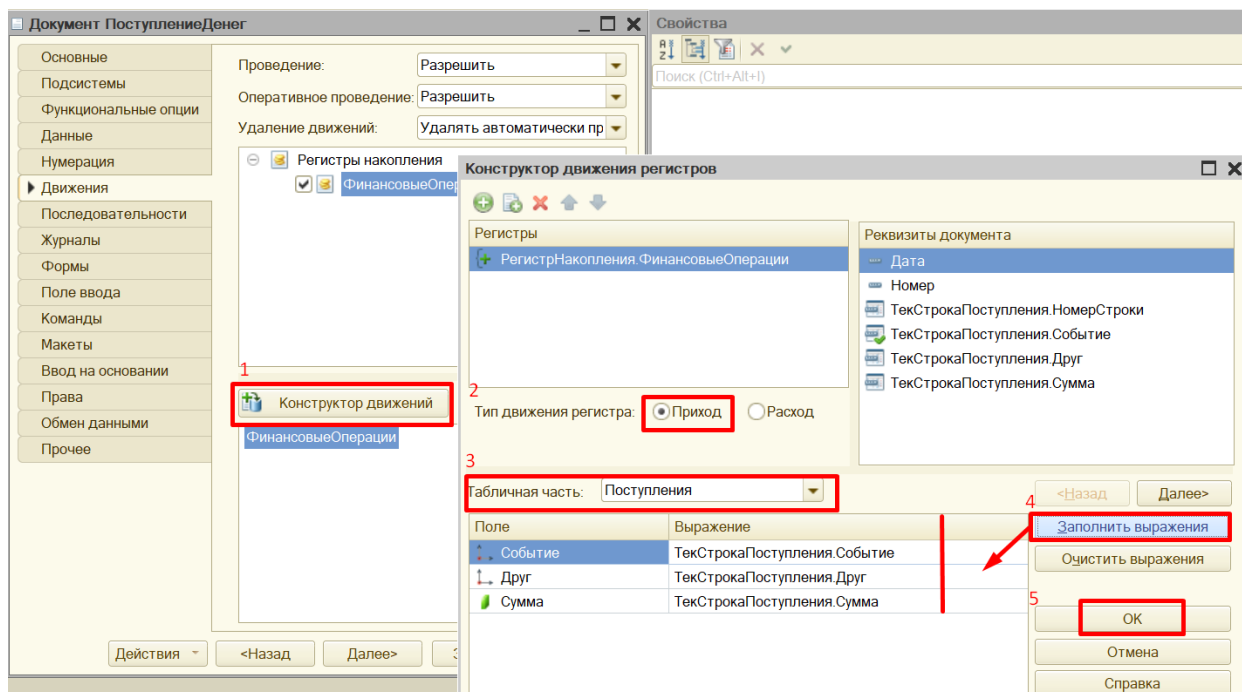 Документ ПоступлениеДенег
Основные
Подсистемы
Функциональные опции
Данные
Нумерация
Движения
Последовательности
Журналы
Формы
Поле ввода
Команды
Макеты
Ввод на основании
Права
Обмен данными
Прочее
Проведение: Разрешить
Оперативное проведение: Разрешить
Удаление движений: Удалять автоматически пр
Регистры накопления
ФинансовыеОпер
1
Конструктор движений
ФинансовыеОперации
Действия
<Назад
Далее>
Свойства
Поиск (Ctrl+Alt+I)
Конструктор движения регистров
Регистры
РегистрНакопления.ФинансовыеОперации
Реквизиты документа
Дата
Номер
ТекСтрокаПоступления.НомерСтроки
ТекСтрокаПоступления.Событие
ТекСтрокаПоступления.Друг
ТекСтрокаПоступления.Сумма
2
Тип движения регистра: Приход Расход
3
Табличная часть: Поступления
<Назад
Далее>
Поле Выражение
Событие ТекСтрокаПоступления.Событие
Друг ТекСтрокаПоступления.Друг
Сумма ТекСтрокаПоступления.Сумма
4
Заполнить выражения
Очистить выражения
5
ОК
Отмена
Справка